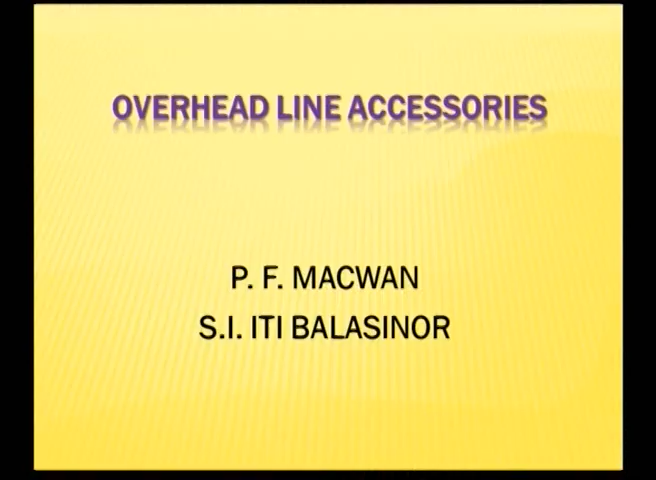 OVERHEAD LINE ACCESSORIES
P. F. MACWAN
S.I. ITI BALASINOR